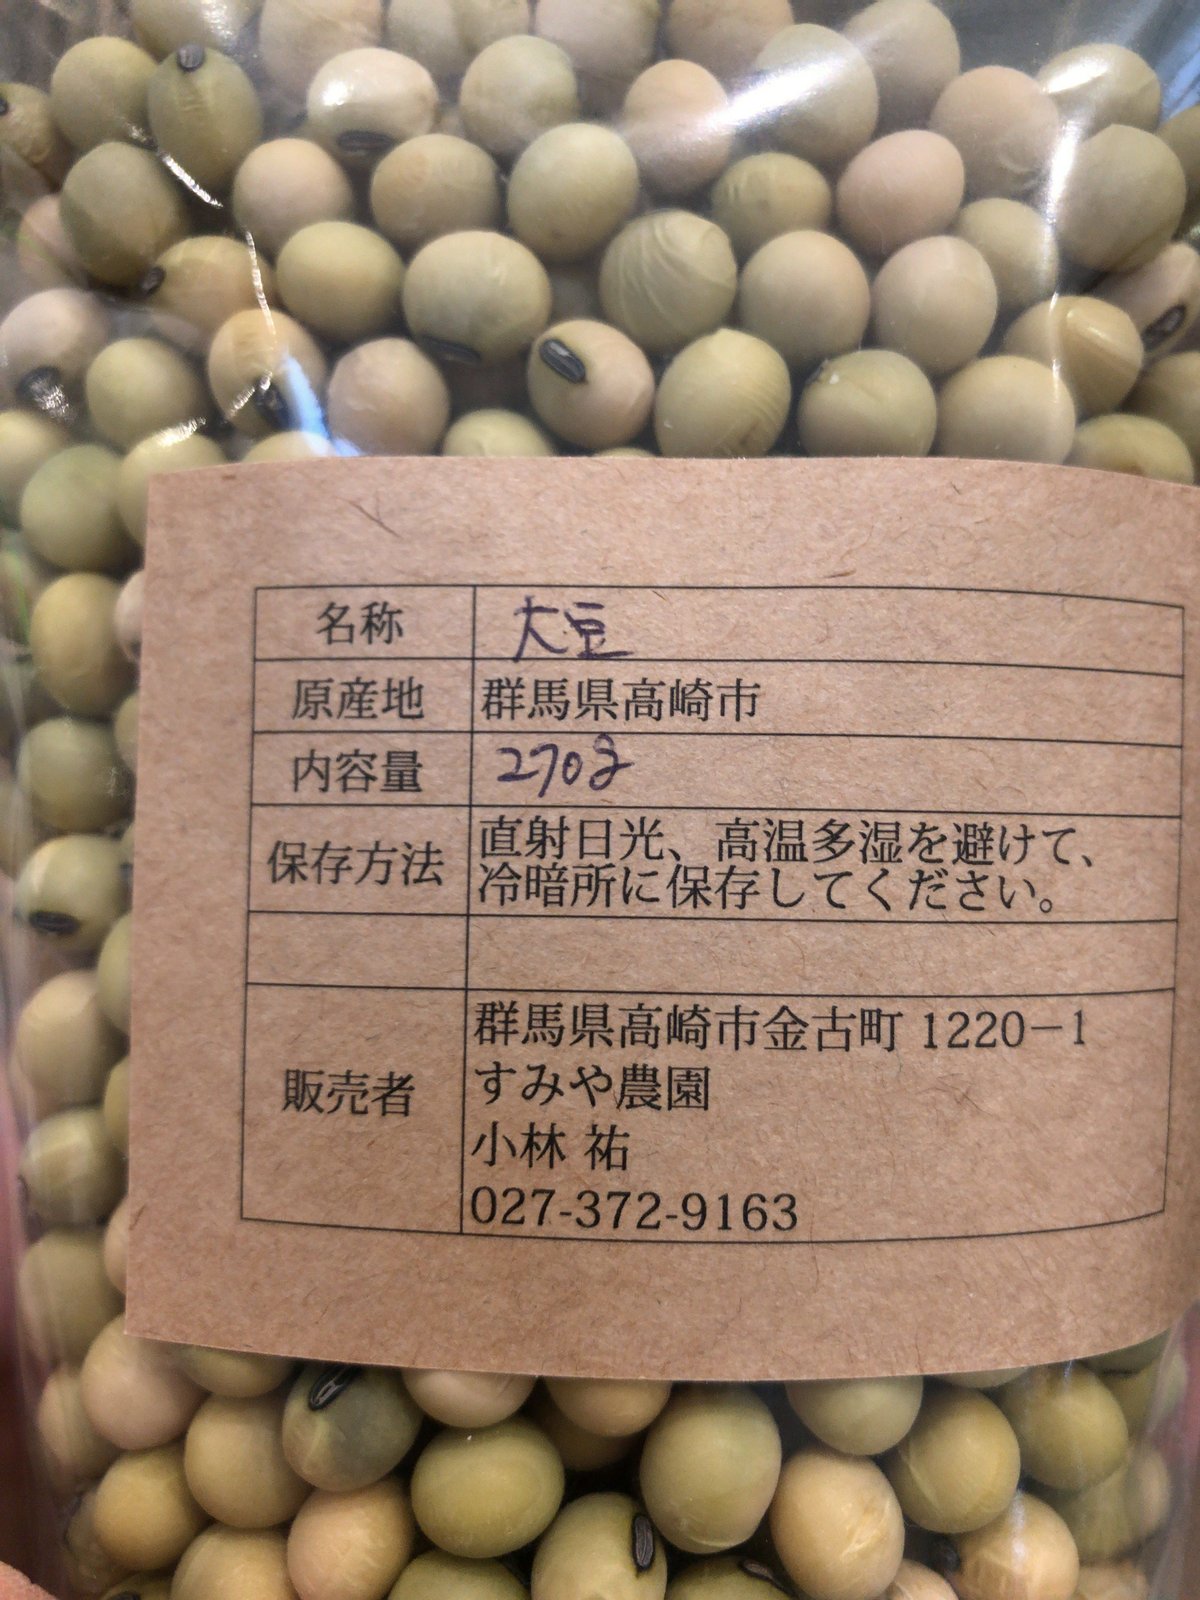 名称 大豆
原産地 群馬県高崎市
内容量 270g
保存方法 直射日光、高温多湿を避けて、
冷暗所に保存してください。
販売者 群馬県高崎市金古町 1220−1
すみや農園
小林 祐
027-372-9163